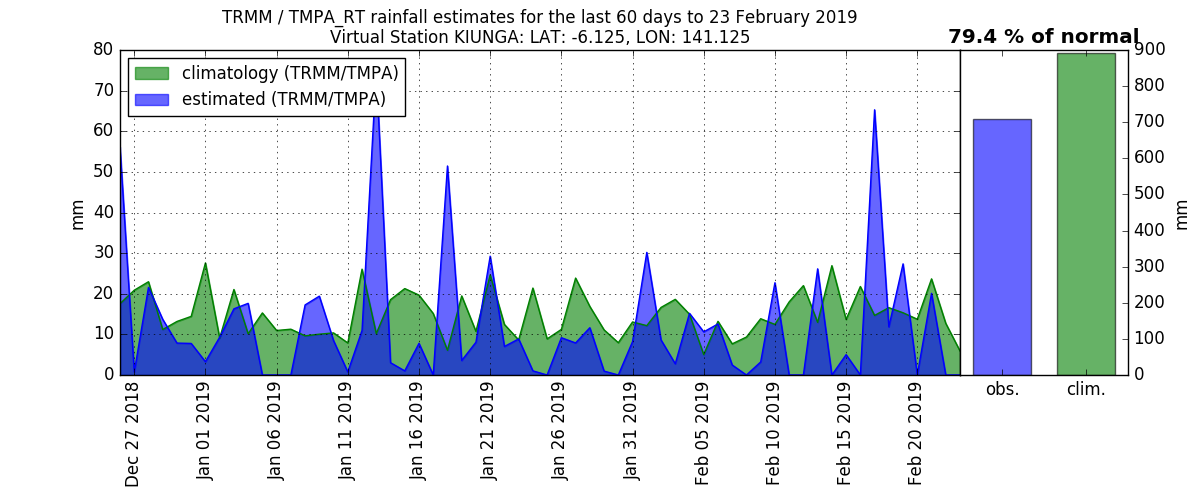 TRMM / TMPA_RT rainfall estimates for the last 60 days to 23 February 2019
Virtual Station KIUNGA: LAT: -6.125, LON: 141.125
79.4 % of normal
climatology (TRMM/TMPA)
estimated (TRMM/TMPA)
mm
80
70
60
50
40
30
20
10
0
Dec 27 2018
Jan 01 2019
Jan 06 2019
Jan 11 2019
Jan 16 2019
Jan 21 2019
Jan 26 2019
Jan 31 2019
Feb 05 2019
Feb 10 2019
Feb 15 2019
Feb 20 2019
obs.
clim.
900
800
700
600
500
400
300
200
100
0
mm